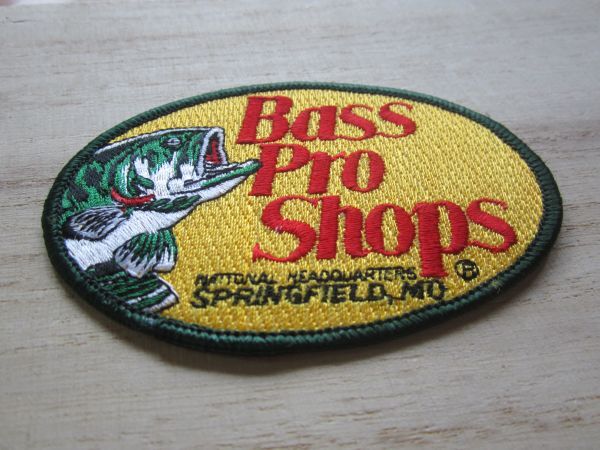 Bass
Pro
Shops
NATIONAL HEADQUARTERS
SPRINGFIELD, MO ®